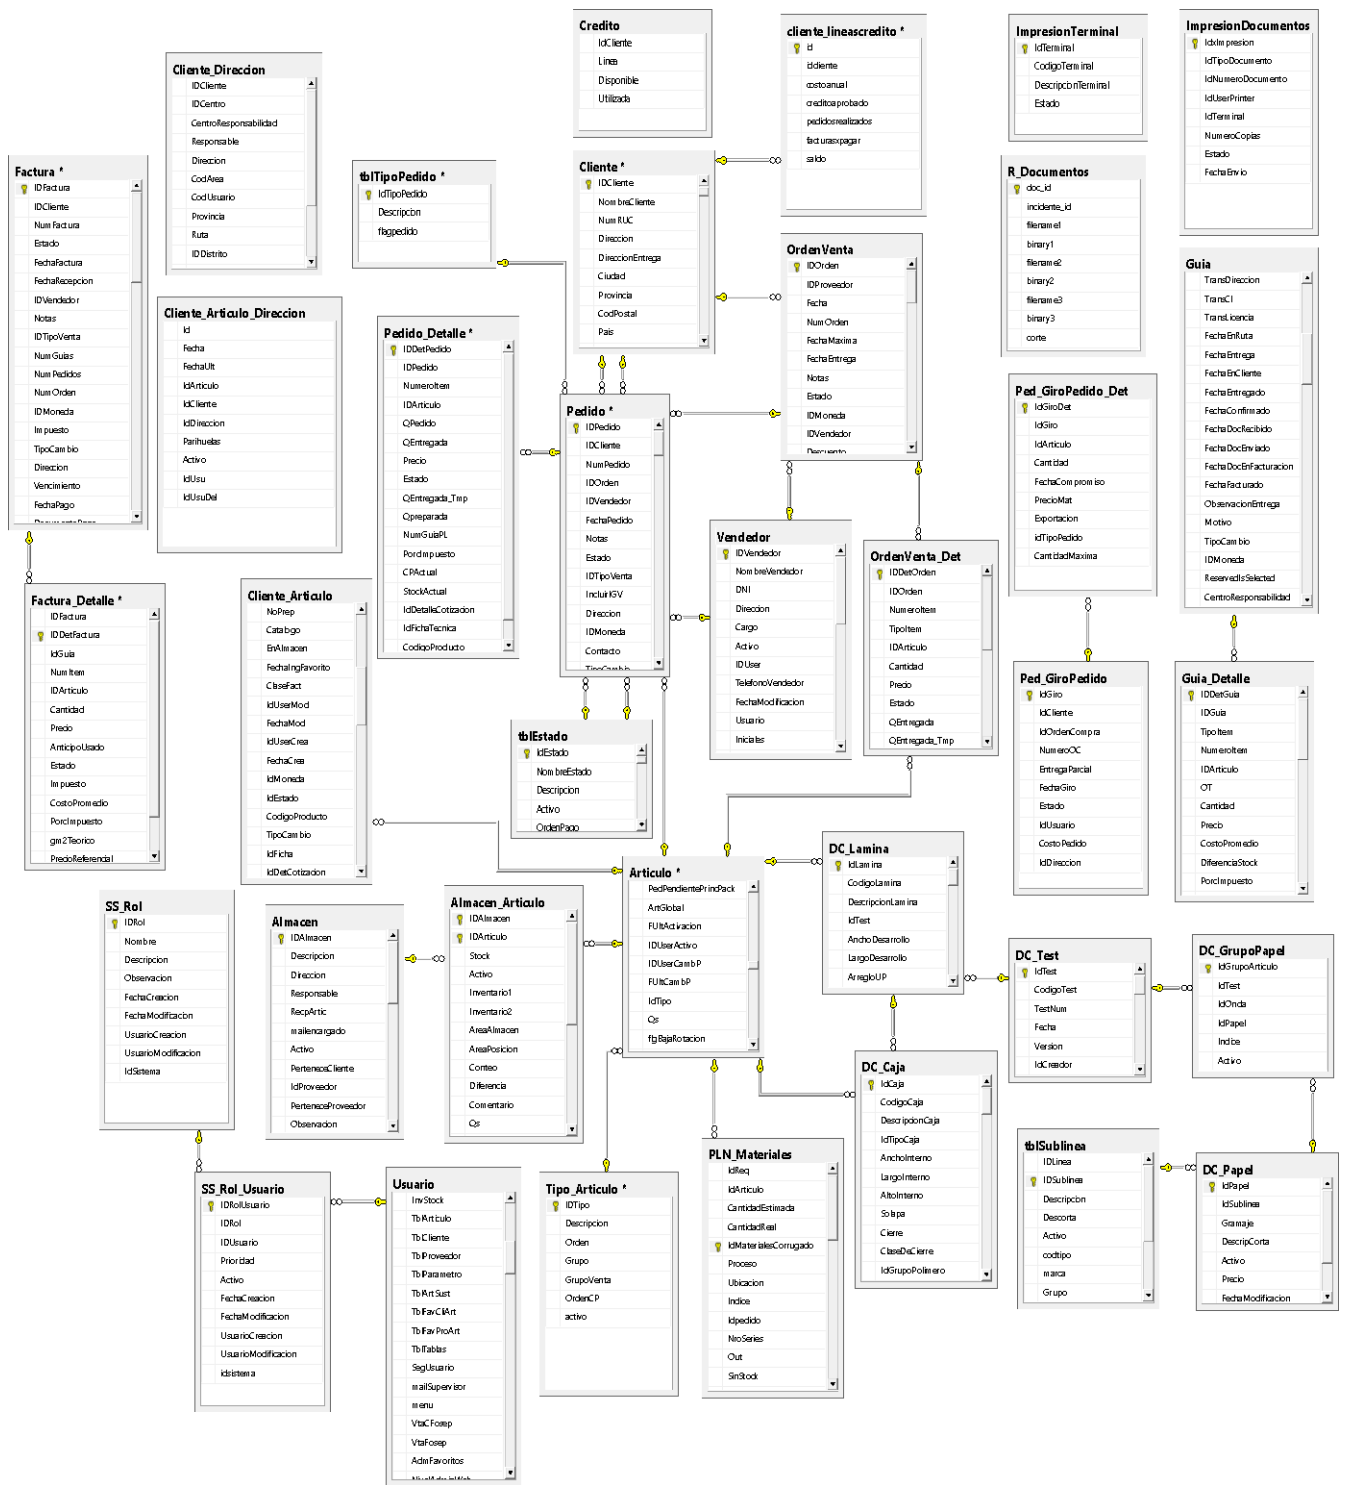 Credito
IdCliente
Linea
Disponible
Utilizada
cliente_lineascredito *
id
idcliente
costoanual
creditoaprobado
pedidosrealizados
facturasxpagar
saldo
ImpresionTerminal
IdTerminal
CodigoTerminal
DescripcionTerminal
Estado
ImpresionDocumentos
IdxImpresion
IdTipoDocumento
IdNumeroDocumento
IdUserPrinter
IdTerminal
NumeroCopias
Estado
FechaEnvio
Cliente_Direccion
IDCliente
IDCentro
CentroResponsabilidad
Responsable
Direccion
CodArea
CodUsuario
Provincia
Ruta
IDDistrito
Factura *
IDFactura
IDCliente
NumFactura
Estado
FechaFactura
FechaRecepcion
IDVendedor
Notas
IDTipoVenta
NumGuias
NumPedidos
NumOrden
IDMoneda
Impuesto
TipoCambio
Direccion
Vencimiento
FechaPago
tblTipoPedido *
IdTipoPedido
Descripcion
flagpedido
Cliente *
IDCliente
NombreCliente
NumRUC
Direccion
DireccionEntrega
Ciudad
Provincia
CodPostal
Pais
R_Documentos
doc_id
incidente_id
filename1
binary1
filename2
binary2
filename3
binary3
corte
OrdenVenta
IDOrden
IDProveedor
Fecha
NumOrden
FechaMaxima
FechaEntrega
Notas
Estado
IDMoneda
IDVendedor
Descuento
Guia
TransDireccion
TransCI
TransLicencia
FechaEnRuta
FechaEntrega
FechaEnCliente
FechaEntregado
FechaConfirmado
FechaDocRecibido
FechaDocEnviado
FechaDocEnFacturacion
FechaFacturado
ObservacionEntrega
Motivo
TipoCambio
IDMoneda
ReservedIsSelected
CentroResponsabilidad
Cliente_Articulo_Direccion
Id
Fecha
FechaUlt
IdArticulo
IdCliente
IdDireccion
Parihuelas
Activo
IdUsu
IdUsuDel
Pedido_Detalle *
IDDetPedido
IDPedido
NumeroItem
IDArticulo
QPedido
QEntregada
Precio
Estado
QEntregada_Tmp
Qpreparada
NumGuiaPL
PorcImpuesto
CPActual
StockActual
IdDetalleCotizacion
IdFichaTecnica
CodigoProducto
Pedido *
IDPedido
IDCliente
NumPedido
IDOrden
IDVendedor
FechaPedido
Notas
Estado
IDTipoVenta
IncluirIGV
Direccion
IDMoneda
Contacto
TipoCambio
Ped_GiroPedido_Det
IdGiroDet
IdGiro
IdArticulo
Cantidad
FechaCompromiso
PrecioMat
Exportacion
idTipoPedido
CantidadMaxima
Vendedor
IDVendedor
NombreVendedor
DNI
Direccion
Cargo
Activo
IDUser
TelefonoVendedor
FechaModificacion
Usuario
Iniciales
OrdenVenta_Det
IDDetOrden
IDOrden
NumeroItem
TipoItem
IDArticulo
Cantidad
Precio
Estado
QEntregada
QEntregada_Tmp
Factura_Detalle *
IDFactura
IDDetFactura
IdGuia
NumItem
IDArticulo
Cantidad
Precio
AnticipoUsado
Estado
Impuesto
CostoPromedio
PorcImpuesto
gm2Teorico
PrecioReferencial
Cliente_Articulo
NoPrep
Catalogo
EnAlmacen
FechaIngFavorito
ClaseFact
IdUserMod
FechaMod
IdUserCrea
FechaCrea
IdMoneda
IdEstado
CodigoProducto
TipoCambio
IdFicha
IdDetCotizacion
tblEstado
IdEstado
NombreEstado
Descripcion
Activo
OrdenPago
Ped_GiroPedido
IdGiro
IdCliente
IdOrdenCompra
NumeroOC
EntregaParcial
FechaGiro
Estado
IdUsuario
CostoPedido
IdDireccion
Guia_Detalle
IDDetGuia
IDGuia
TipoItem
NumeroItem
IDArticulo
OT
Cantidad
Precio
CostoPromedio
DiferenciaStock
PorcImpuesto
DC_Lamina
IdLamina
CodigoLamina
DescripcionLamina
IdTest
AnchoDesarrollo
LargoDesarrollo
ArregloUP
Articulo *
PedPendientePrincPack
ArtGlobal
FUltActivacion
IDUserActivo
IDUserCambP
FUltCambP
IdTipo
Qs
flgBajaRotacion
SS_Rol
IDRol
Nombre
Descripcion
Observacion
FechaCreacion
FechaModificacion
UsuarioCreacion
UsuarioModificacion
IdSistema
Almacen
IDAlmacen
Descripcion
Direccion
Responsable
RecpArtic
mailencargado
Activo
PerteneceCliente
IdProveedor
PerteneceProveedor
Observacion
Almacen_Articulo
IDAlmacen
IDArticulo
Stock
Activo
Inventario1
Inventario2
AreaAlmacen
AreaPosicion
Conteo
Diferencia
Comentario
Qs
DC_Test
IdTest
CodigoTest
TestNum
Fecha
Version
IdCreador
DC_GrupoPapel
IdGrupoArticulo
IdTest
IdOnda
IdPapel
Indice
Activo
DC_Caja
IdCaja
CodigoCaja
DescripcionCaja
IdTipoCaja
AnchoInterno
LargoInterno
AltoInterno
Solapa
Cierre
ClaseDeCierre
IdGrupoPolimero
tblSublinea
IDLinea
IDSublinea
Descripcion
Descorta
Activo
codtipo
marca
Grupo
DC_Papel
IdPapel
IdSublinea
Gramaje
DescripCorta
Activo
Precio
FechaModificacion
PLN_Materiales
IdReq
IdArticulo
CantidadEstimada
CantidadReal
IdMaterialesCorrugado
Proceso
Ubicacion
Indice
Idpedido
NroSeries
Out
SinStock
SS_Rol_Usuario
IDRolUsuario
IDRol
IDUsuario
Prioridad
Activo
FechaCreacion
FechaModificacion
UsuarioCreacion
UsuarioModificacion
idsistema
Usuario
InvStock
TblArticulo
TblCliente
TblProveedor
TblParametro
TblArtSust
TblFavCliArt
TblFavProArt
TblTablas
SegUsuario
mailSupervisor
menu
VtaCFosep
VtaFosep
AdmFavoritos
Tipo_Articulo *
IDTipo
Descripcion
Orden
Grupo
GrupoVenta
OrdenCP
activo